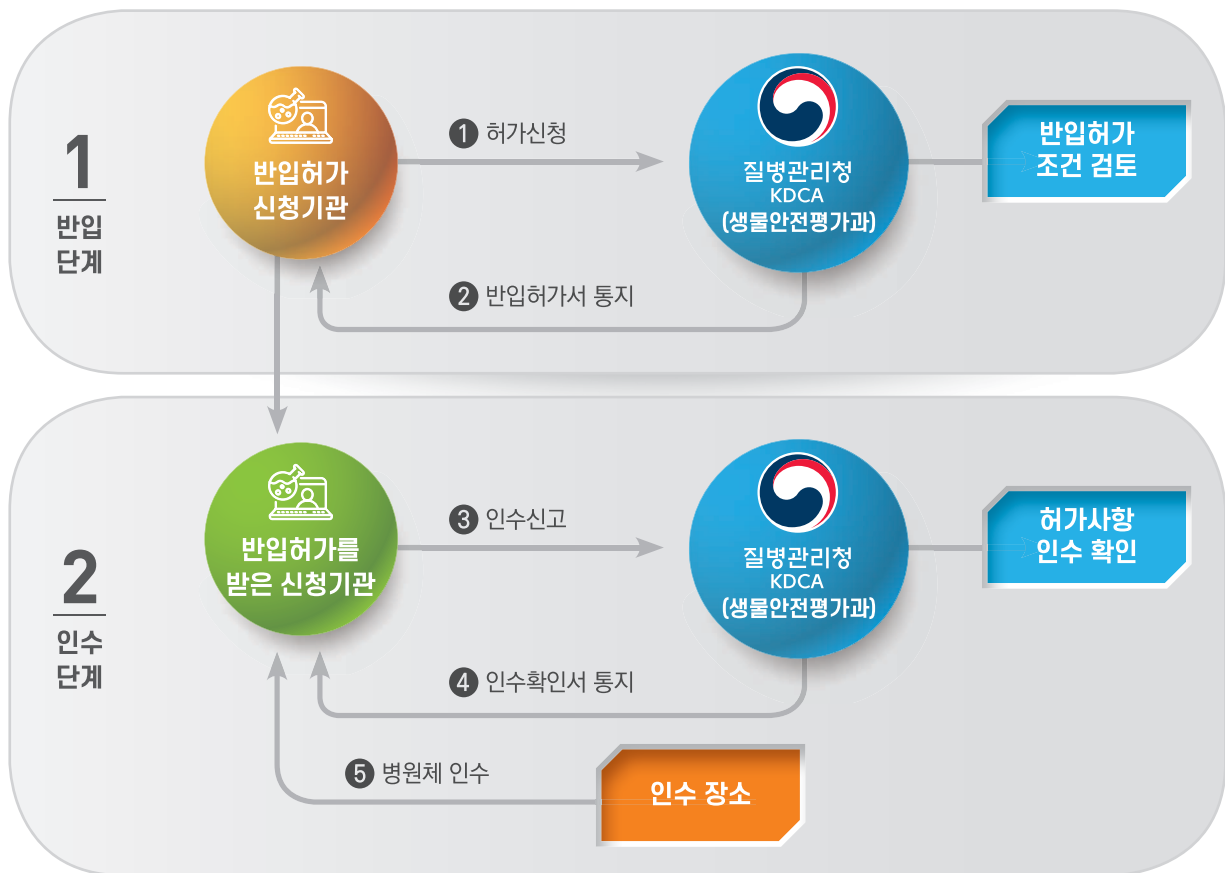 1
반입
단계
반입허가
신청기관
❶ 허가신청
질병관리청
KDCA
(생물안전평가과)
반입허가
조건 검토
❷ 반입허가서 통지
2
인수
단계
반입허가를
받은 신청기관
❸ 인수신고
질병관리청
KDCA
(생물안전평가과)
허가사항
인수 확인
❹ 인수확인서 통지
❺ 병원체 인수
인수 장소